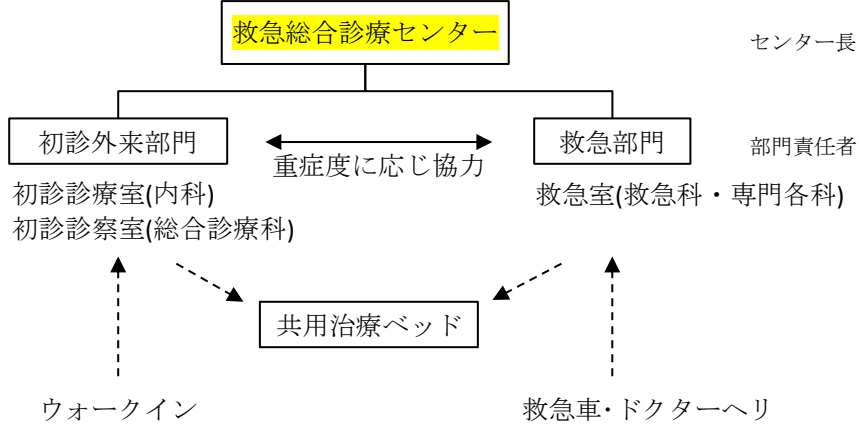 救急総合診療センター
センター長
初診外来部門
救急部門
部門責任者
重症度に応じ協力
初診診療室(内科)
初診診察室(総合診療科)
救急室(救急科・専門各科)
共用治療ベッド
ウォークイン
救急車・ドクターヘリ